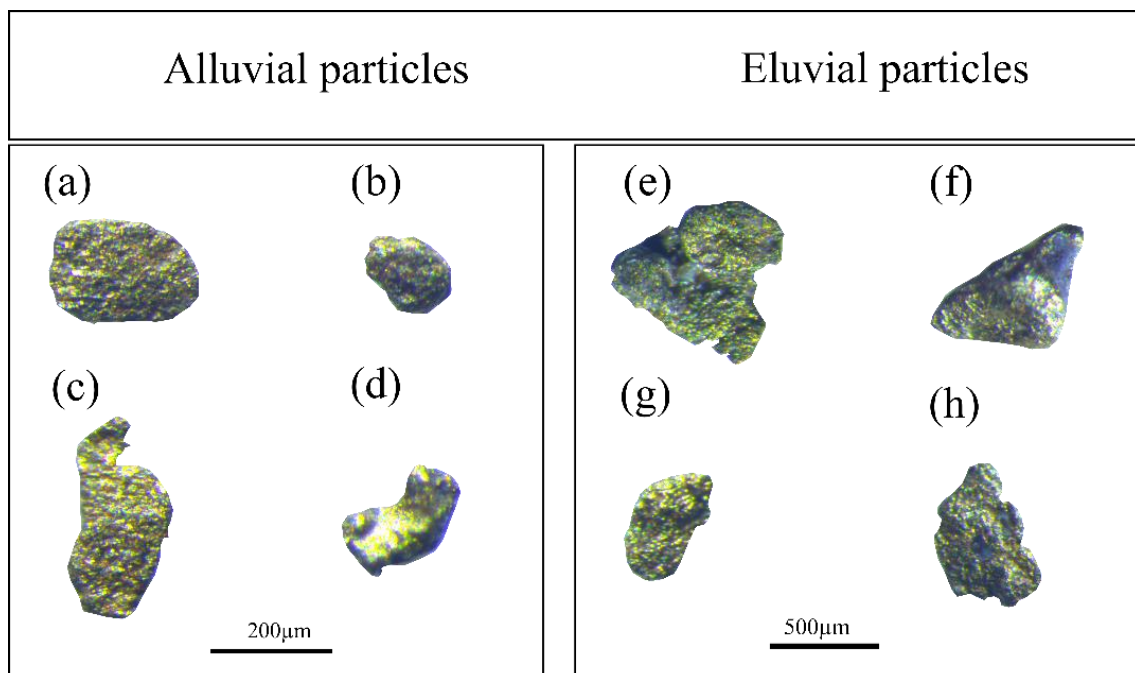 Alluvial particles
Eluvial particles
(a)
(b)
(c)
(d)
200µm
(e)
(f)
(g)
(h)
500µm